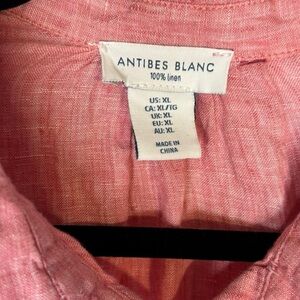 ANTIBES BLANC
100% linen
US: XL
CA: XL/TG
UK: XL
EU: XL
AU: XL
MADE IN
CHINA